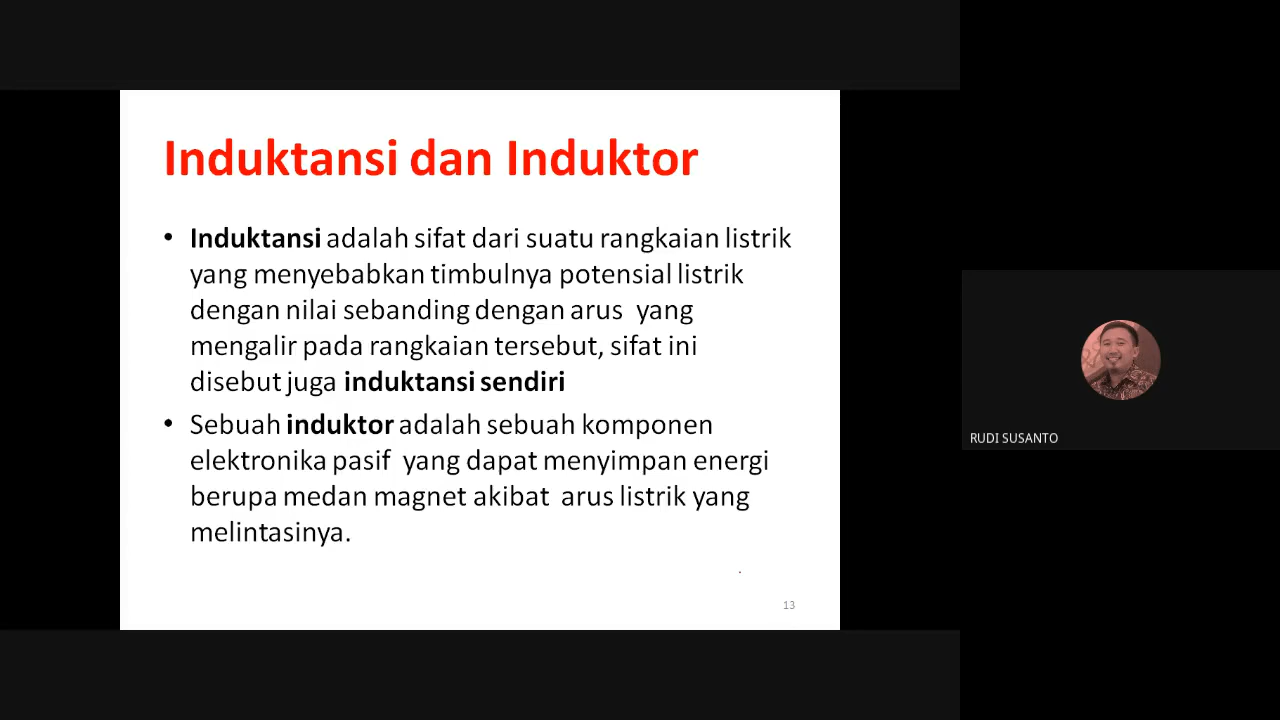 Induktansi dan Induktor
• Induktansi adalah sifat dari suatu rangkaian listrik
yang menyebabkan timbulnya potensial listrik
dengan nilai sebanding dengan arus yang
mengalir pada rangkaian tersebut, sifat ini
disebut juga induktansi sendiri
• Sebuah induktor adalah sebuah komponen
elektronika pasif yang dapat menyimpan energi
berupa medan magnet akibat arus listrik yang
melintasinya.
.
13
RUDI SUSANTO